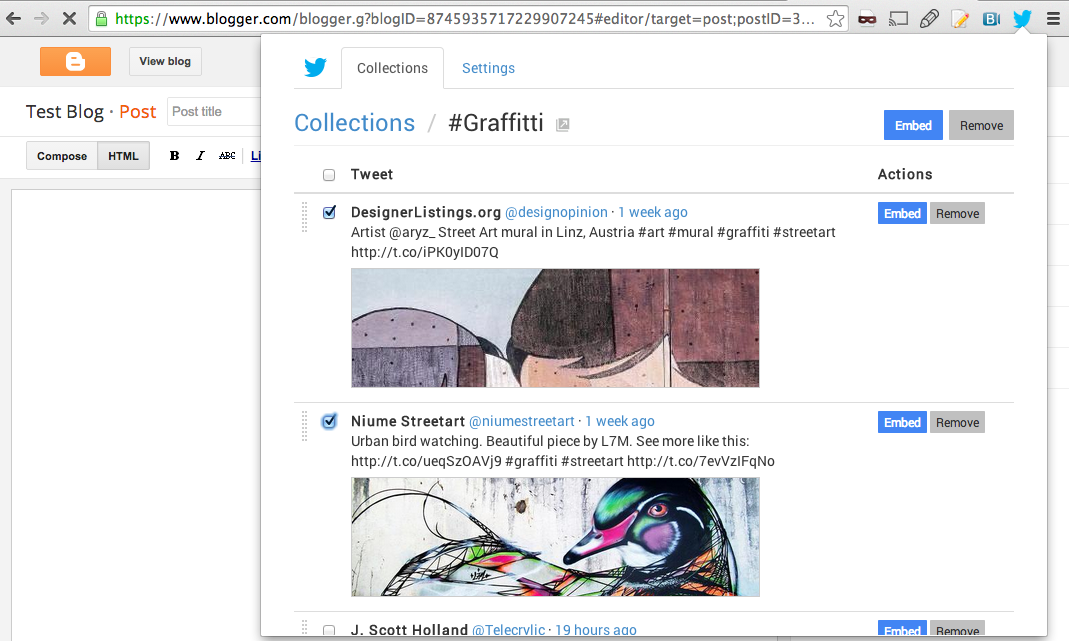 https://www.blogger.com/blogger.g?blogID=8745935717229907245#editor/target=post;postID=3...
View blog
Collections
Settings
Test Blog · Post
Post title
Collections / #Graffitti
Embed
Remove
Compose
HTML
B
I
ABC
Li
Tweet
Actions
DesignerListings.org @designopinion · 1 week ago
Embed
Remove
Artist @aryz_ Street Art mural in Linz, Austria #art #mural #graffiti #streetart
http://t.co/iPK0yID07Q
Niume Streetart @niumestreetart · 1 week ago
Embed
Remove
Urban bird watching. Beautiful piece by L7M. See more like this:
http://t.co/ueqSzOAVj9 #graffiti #streetart http://t.co/7evVzIFqNo
J. Scott Holland @Telecrylic · 19 hours ago
Embed
Remove